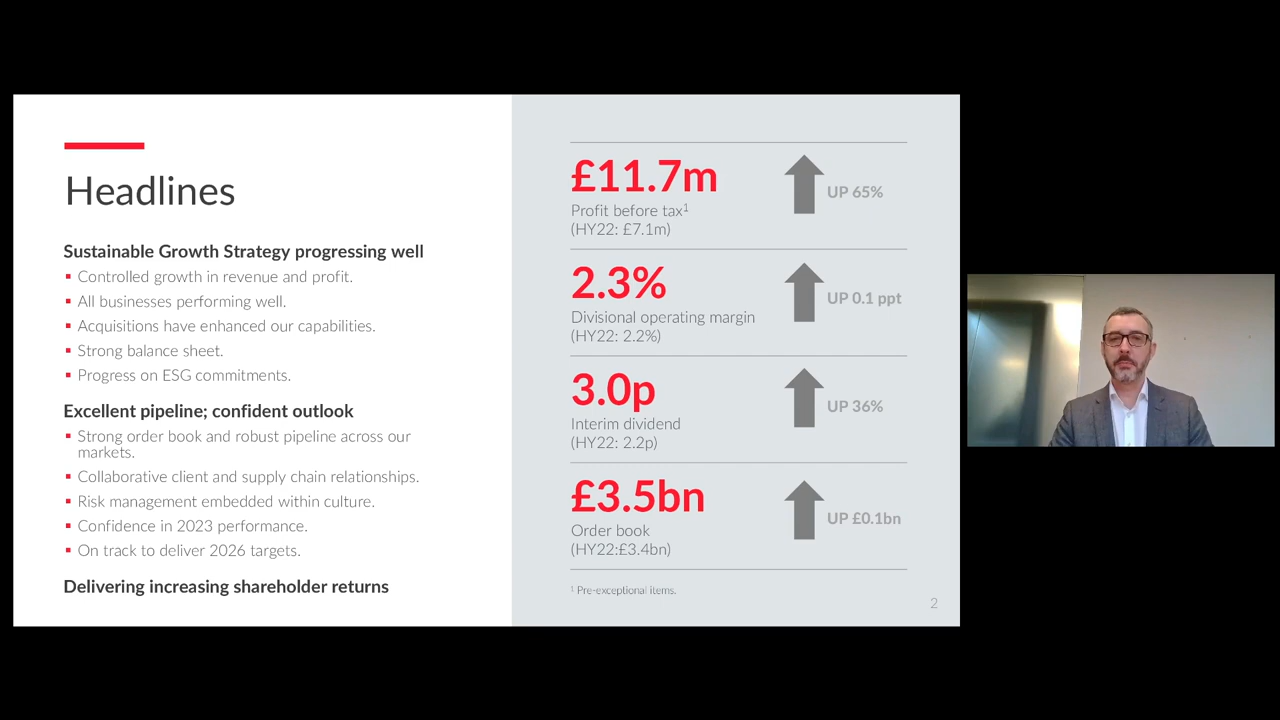 Headlines
Sustainable Growth Strategy progressing well
▪ Controlled growth in revenue and profit.
▪ All businesses performing well.
▪ Acquisitions have enhanced our capabilities.
▪ Strong balance sheet.
▪ Progress on ESG commitments.
Excellent pipeline; confident outlook
▪ Strong order book and robust pipeline across our
markets.
▪ Collaborative client and supply chain relationships.
▪ Risk management embedded within culture.
▪ Confidence in 2023 performance.
▪ On track to deliver 2026 targets.
Delivering increasing shareholder returns
£11.7m
UP 65%
Profit before tax¹
(HY22: £7.1m)
2.3%
UP 0.1 ppt
Divisional operating margin
(HY22: 2.2%)
3.0p
UP 36%
Interim dividend
(HY22: 2.2p)
£3.5bn
UP £0.1bn
Order book
(HY22:£3.4bn)
¹ Pre-exceptional items.
2